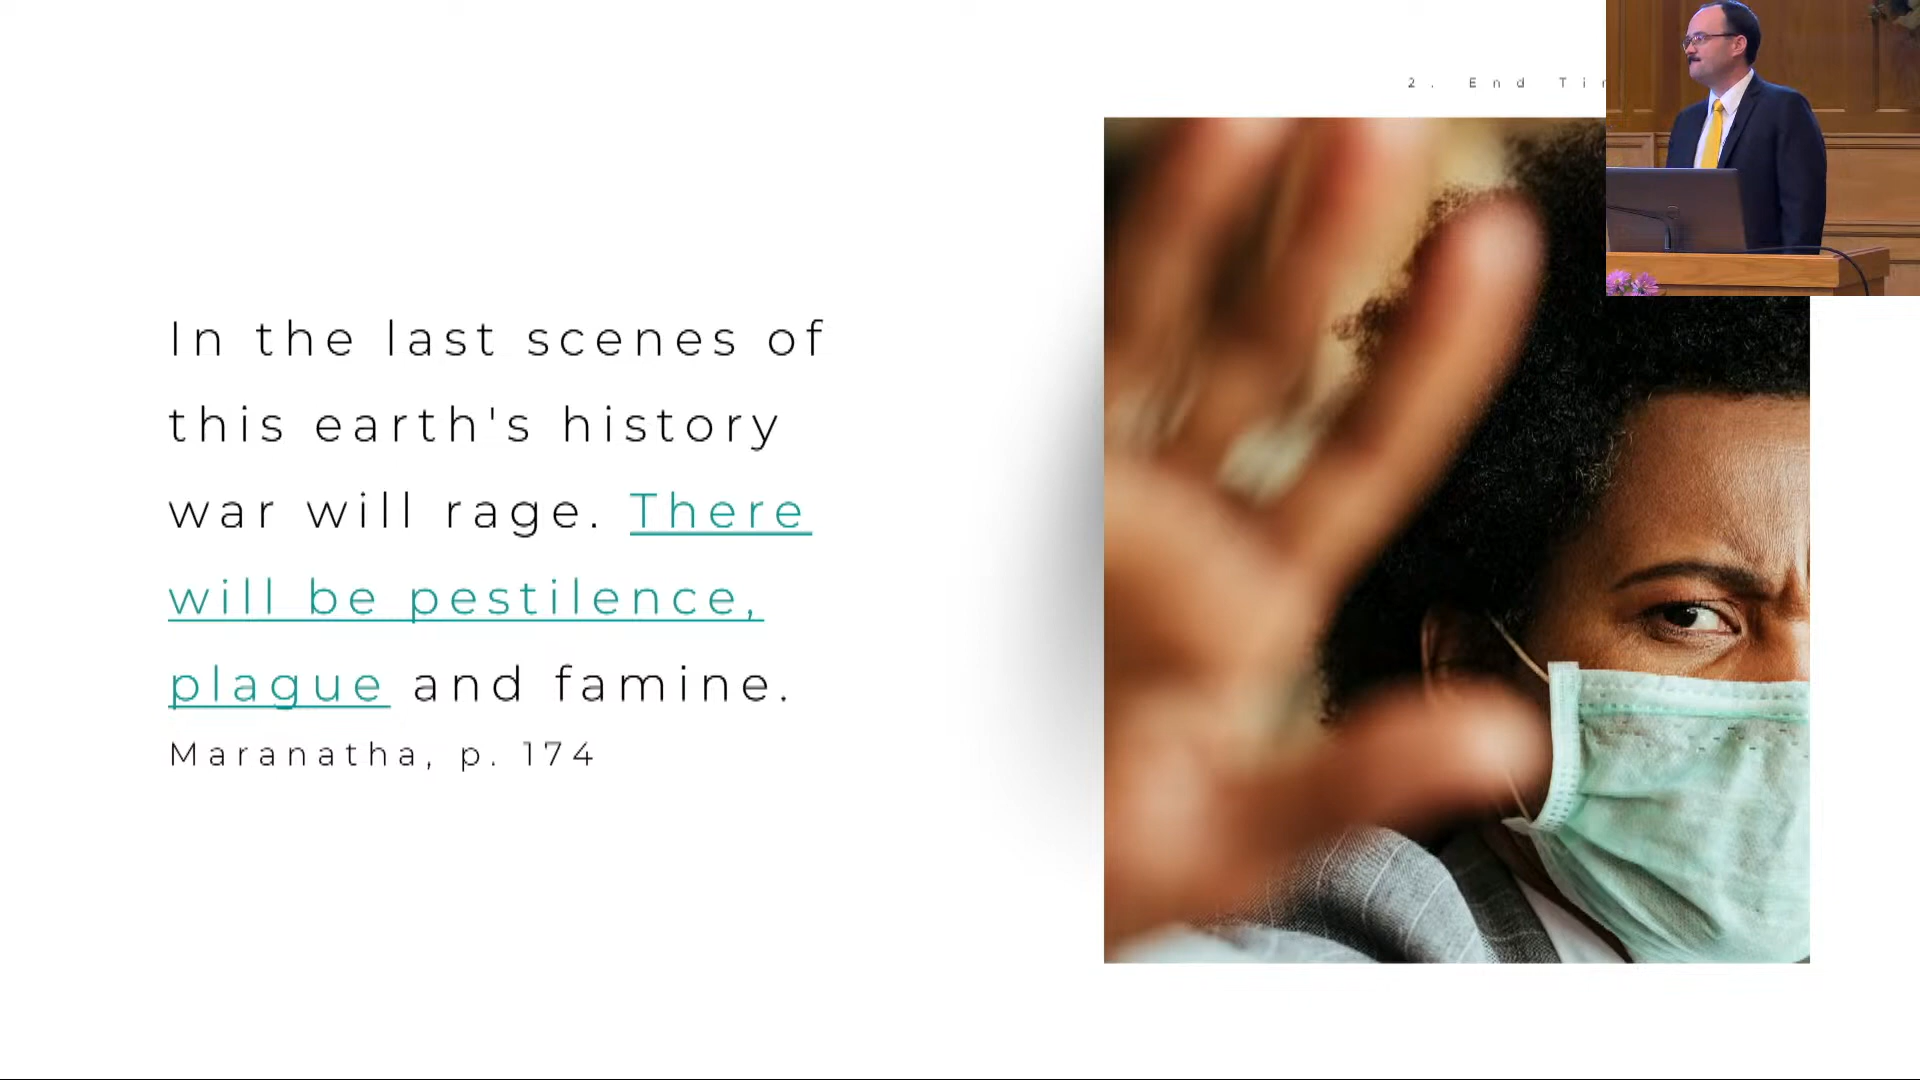 2. End
In the last scenes of
this earth's history
war will rage. There
will be pestilence,
plague and famine.
Maranatha, p. 174